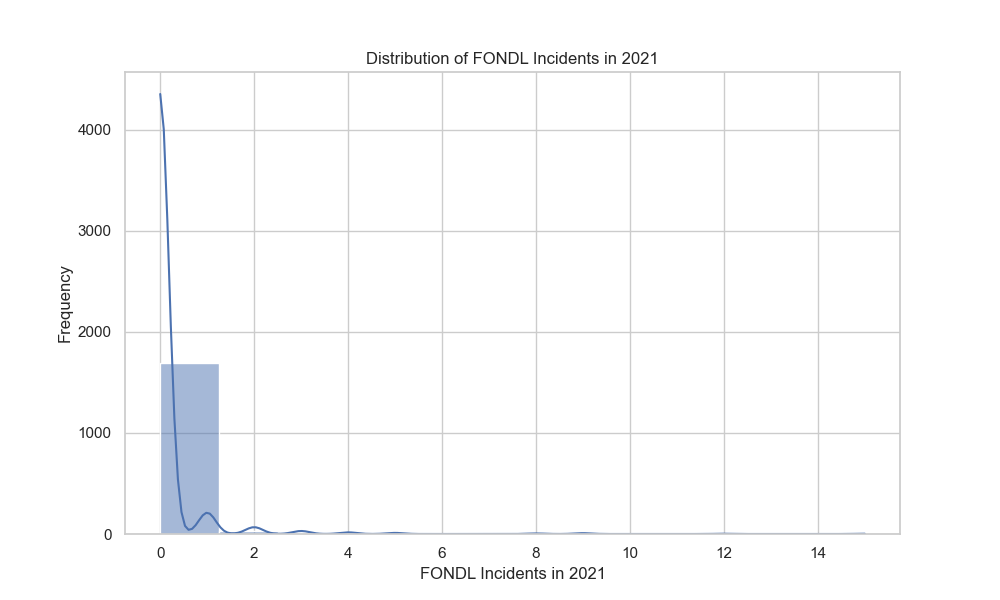 Distribution of FONDL Incidents in 2021
4000
3000
2000
1000
0
Frequency
0 2 4 6 8 10 12 14
FONDL Incidents in 2021